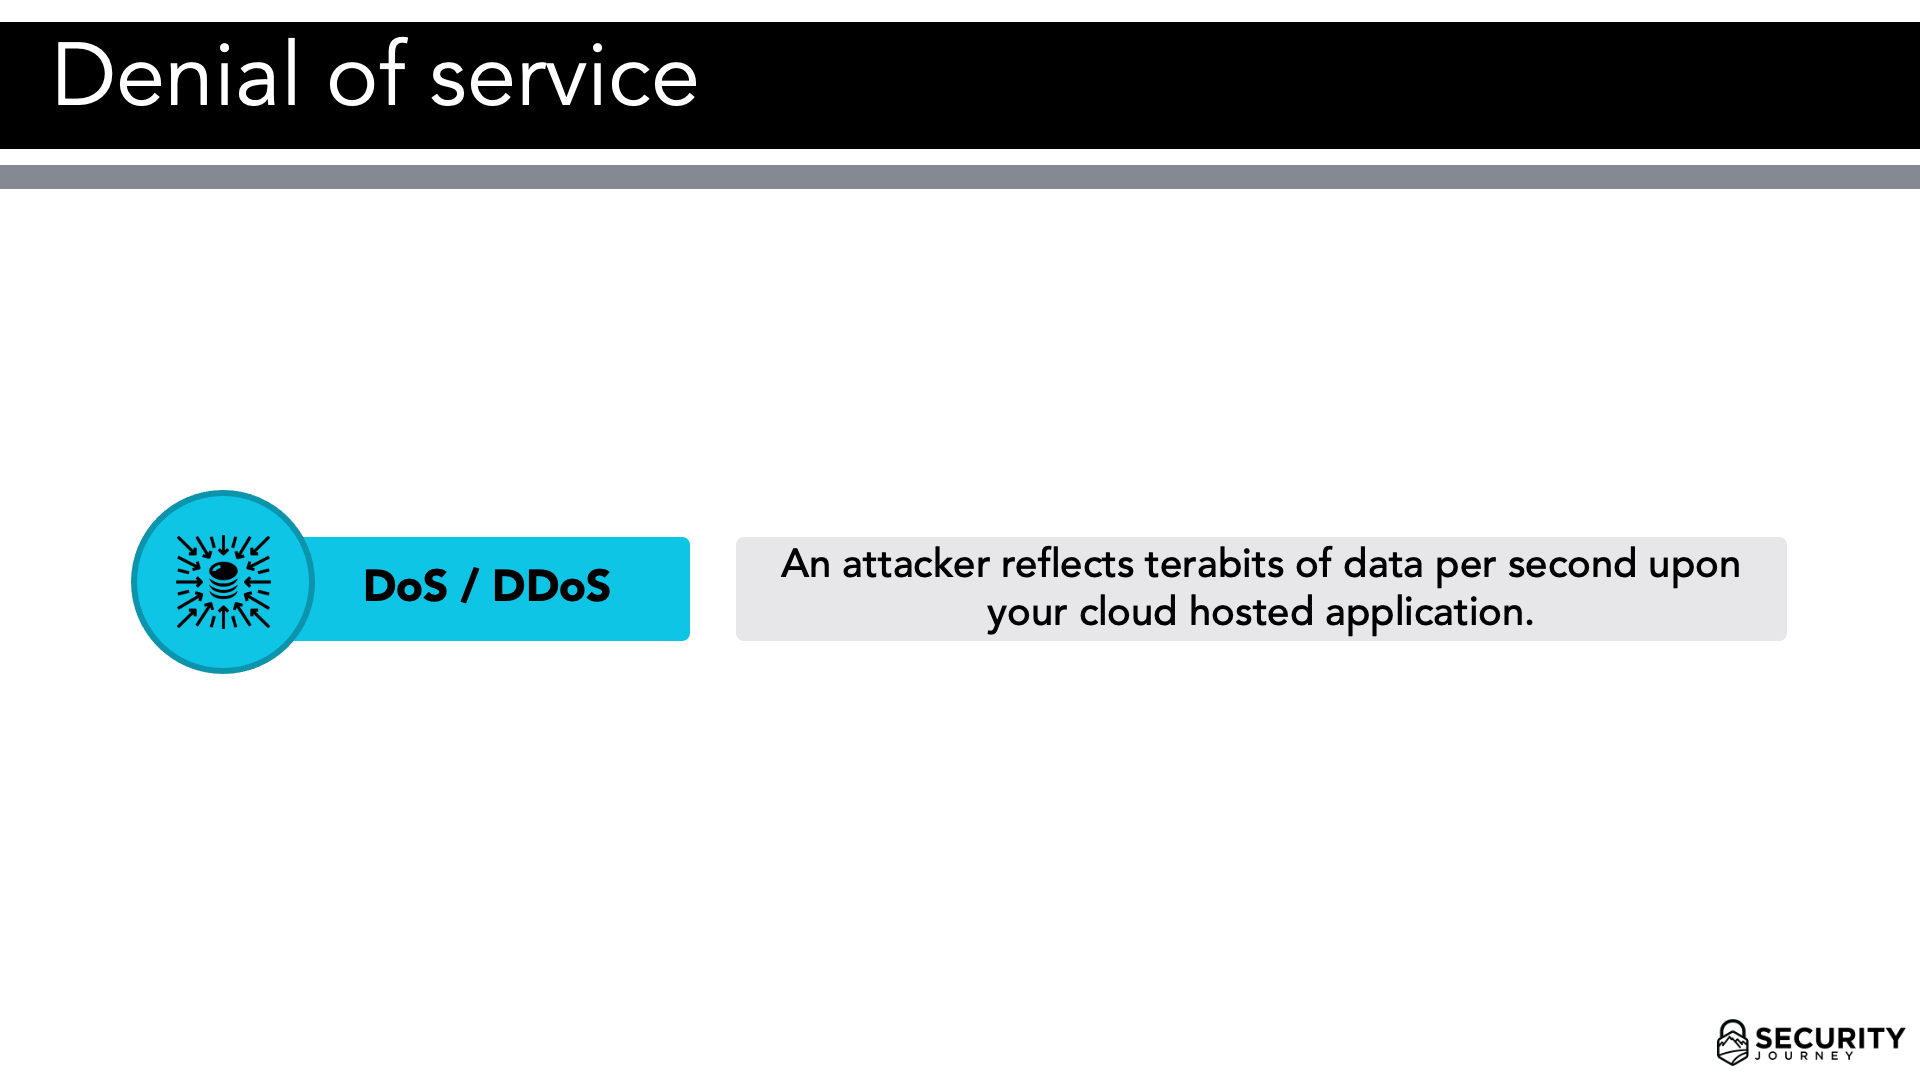 Denial of service
DoS / DDoS
An attacker reflects terabits of data per second upon
your cloud hosted application.
SECURITY
JOURNEY